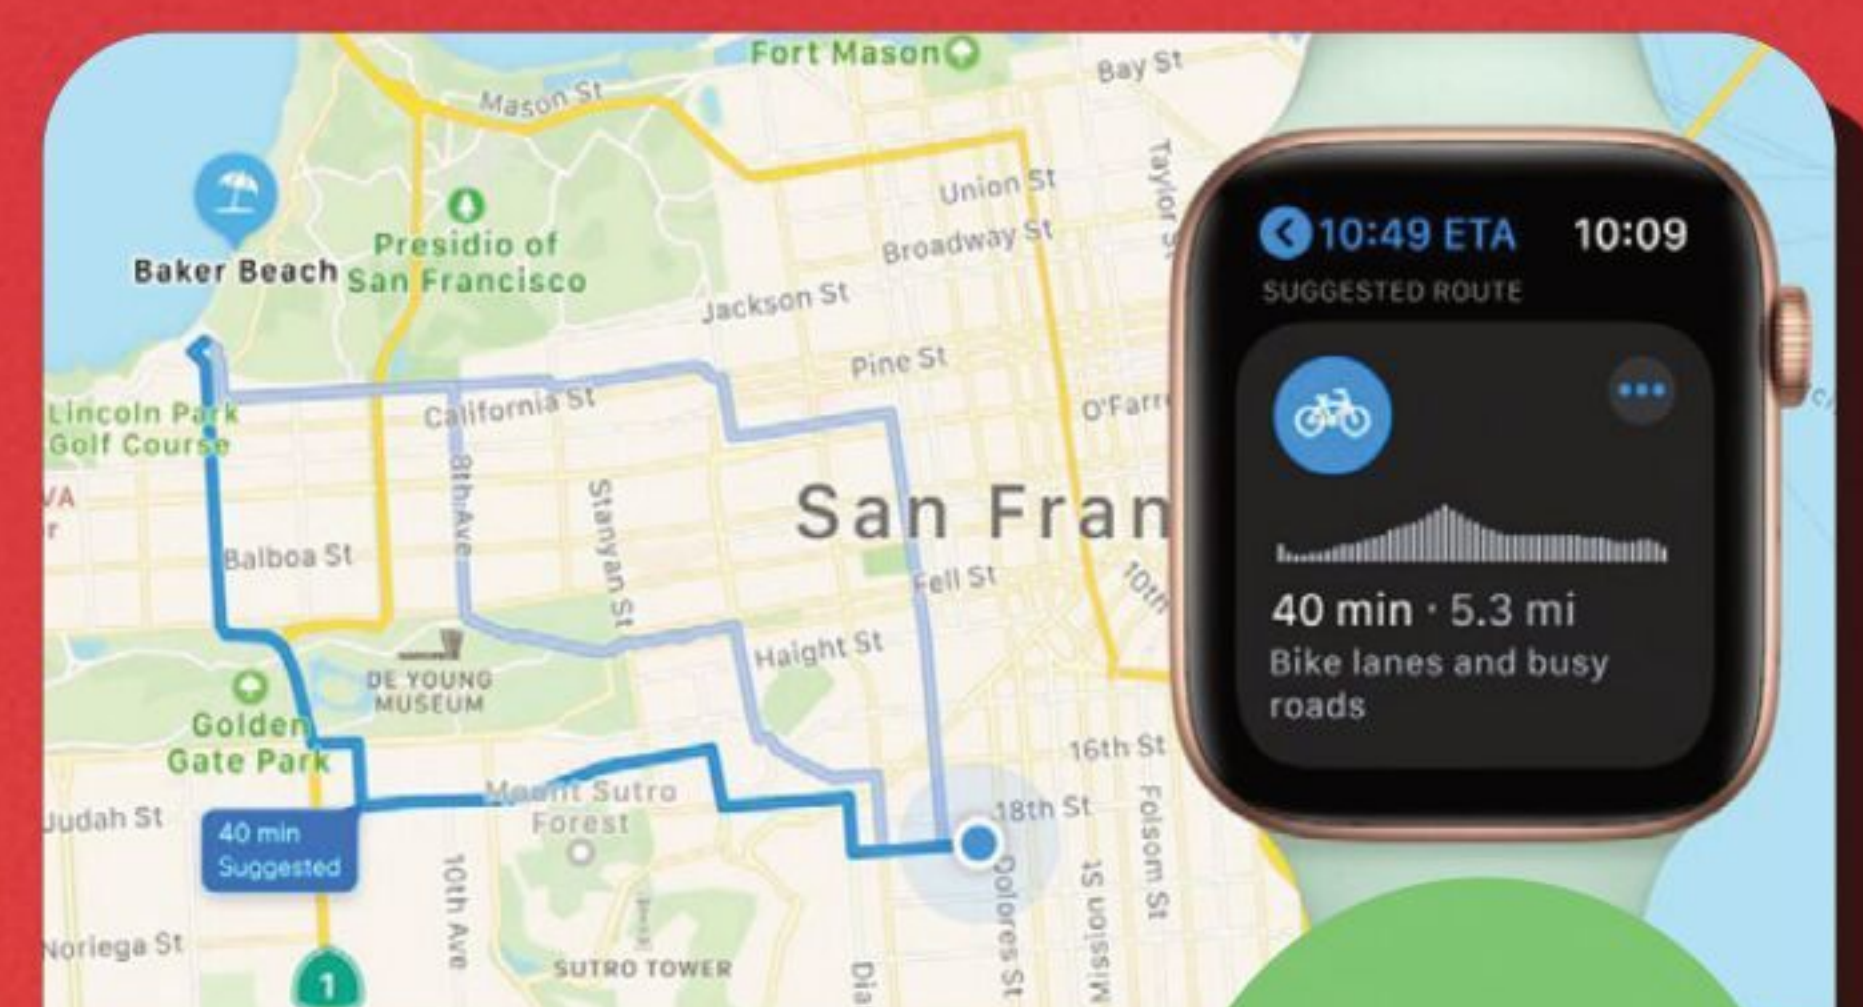 Fort Mason
Bay St
Mason St
Taylor St
Union St
Presidio of
San Francisco
Baker Beach
Broadway St
Jackson St
Pine St
Lincoln Park
Golf Course
California St
O'Farr
8th Ave
Stanyan St
San Fran
Balboa St
Fell St
10th
Haight St
DE YOUNG
MUSEUM
Golden
Gate Park
16th St
Mount Sutro
Forest
18th St
Judah St
40 min
Suggested
Folsom St
10th Ave
Dolores St
Mission St
Noriega St
SUTRO TOWER
Dia
1
10:49 ETA 10:09
SUGGESTED ROUTE
40 min · 5.3 mi
Bike lanes and busy
roads